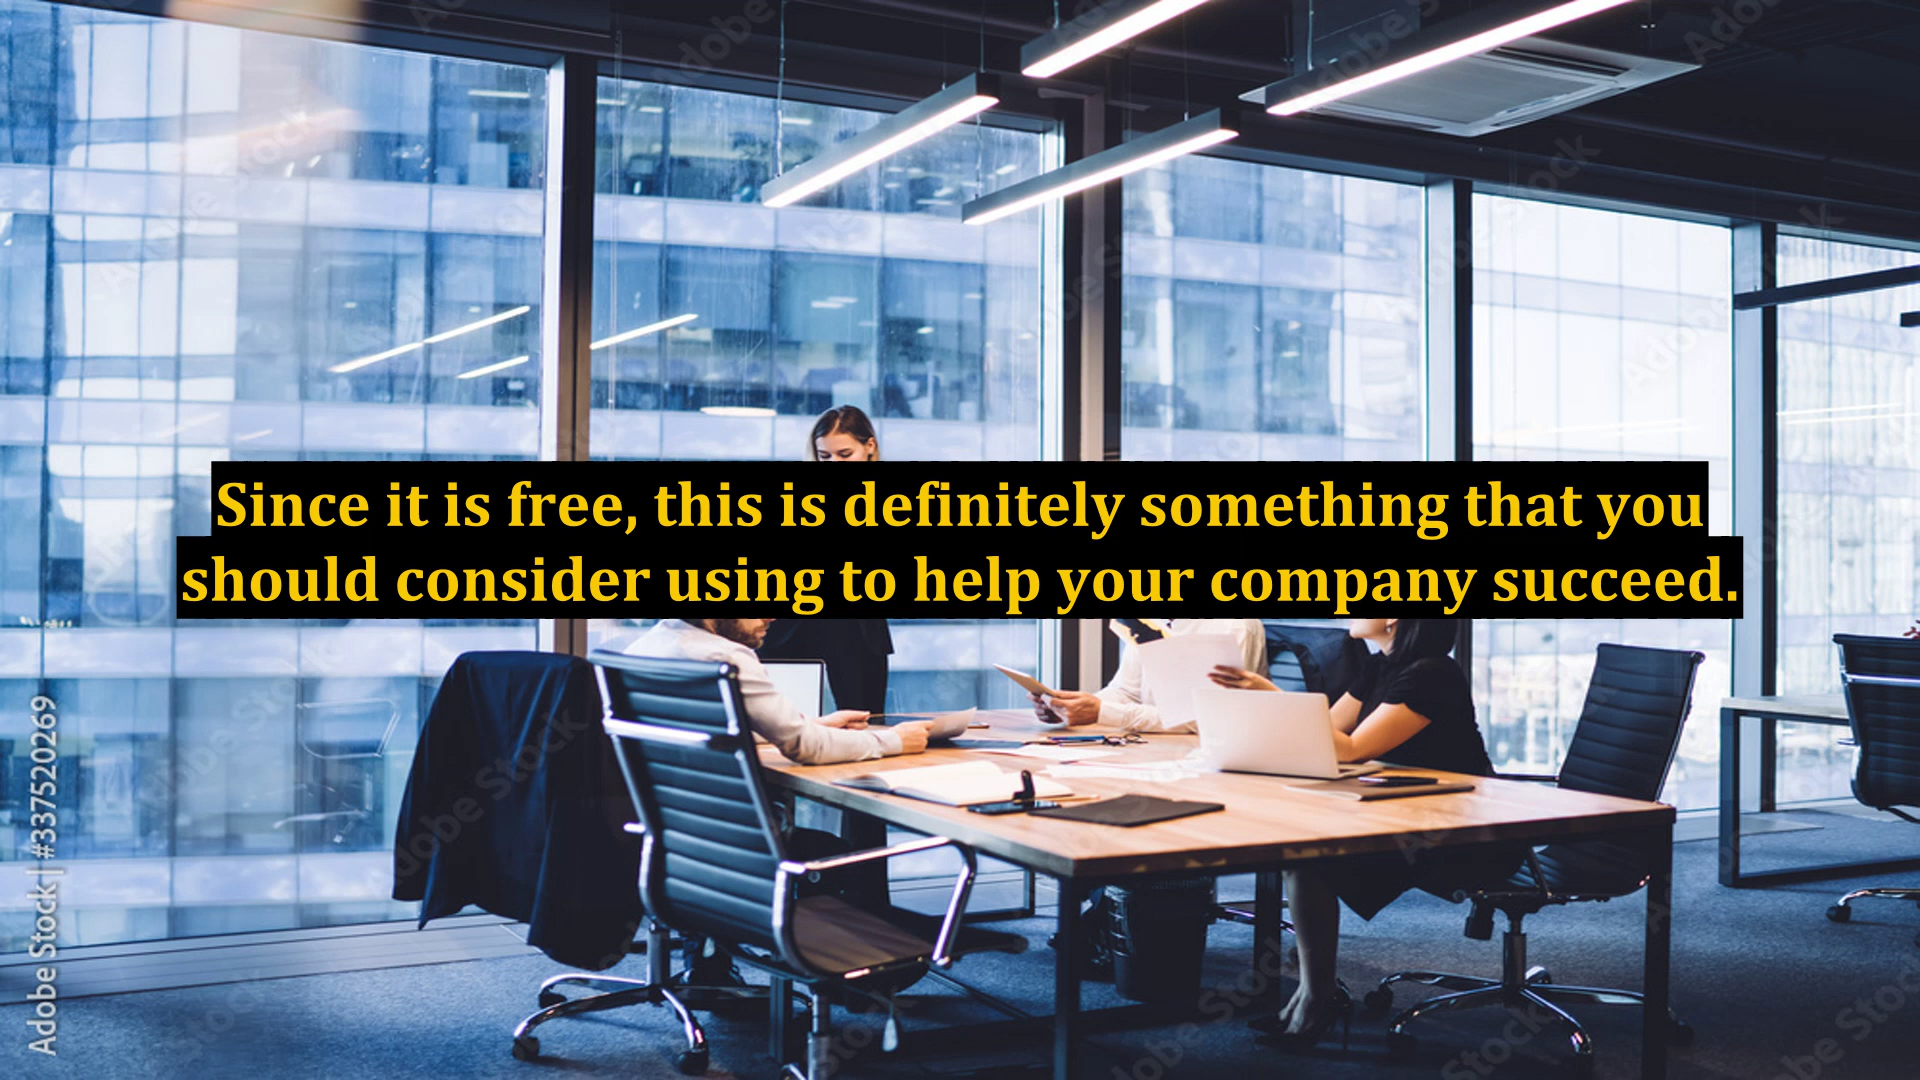 Since it is free, this is definitely something that you
should consider using to help your company succeed.
Adobe Stock | #337520269